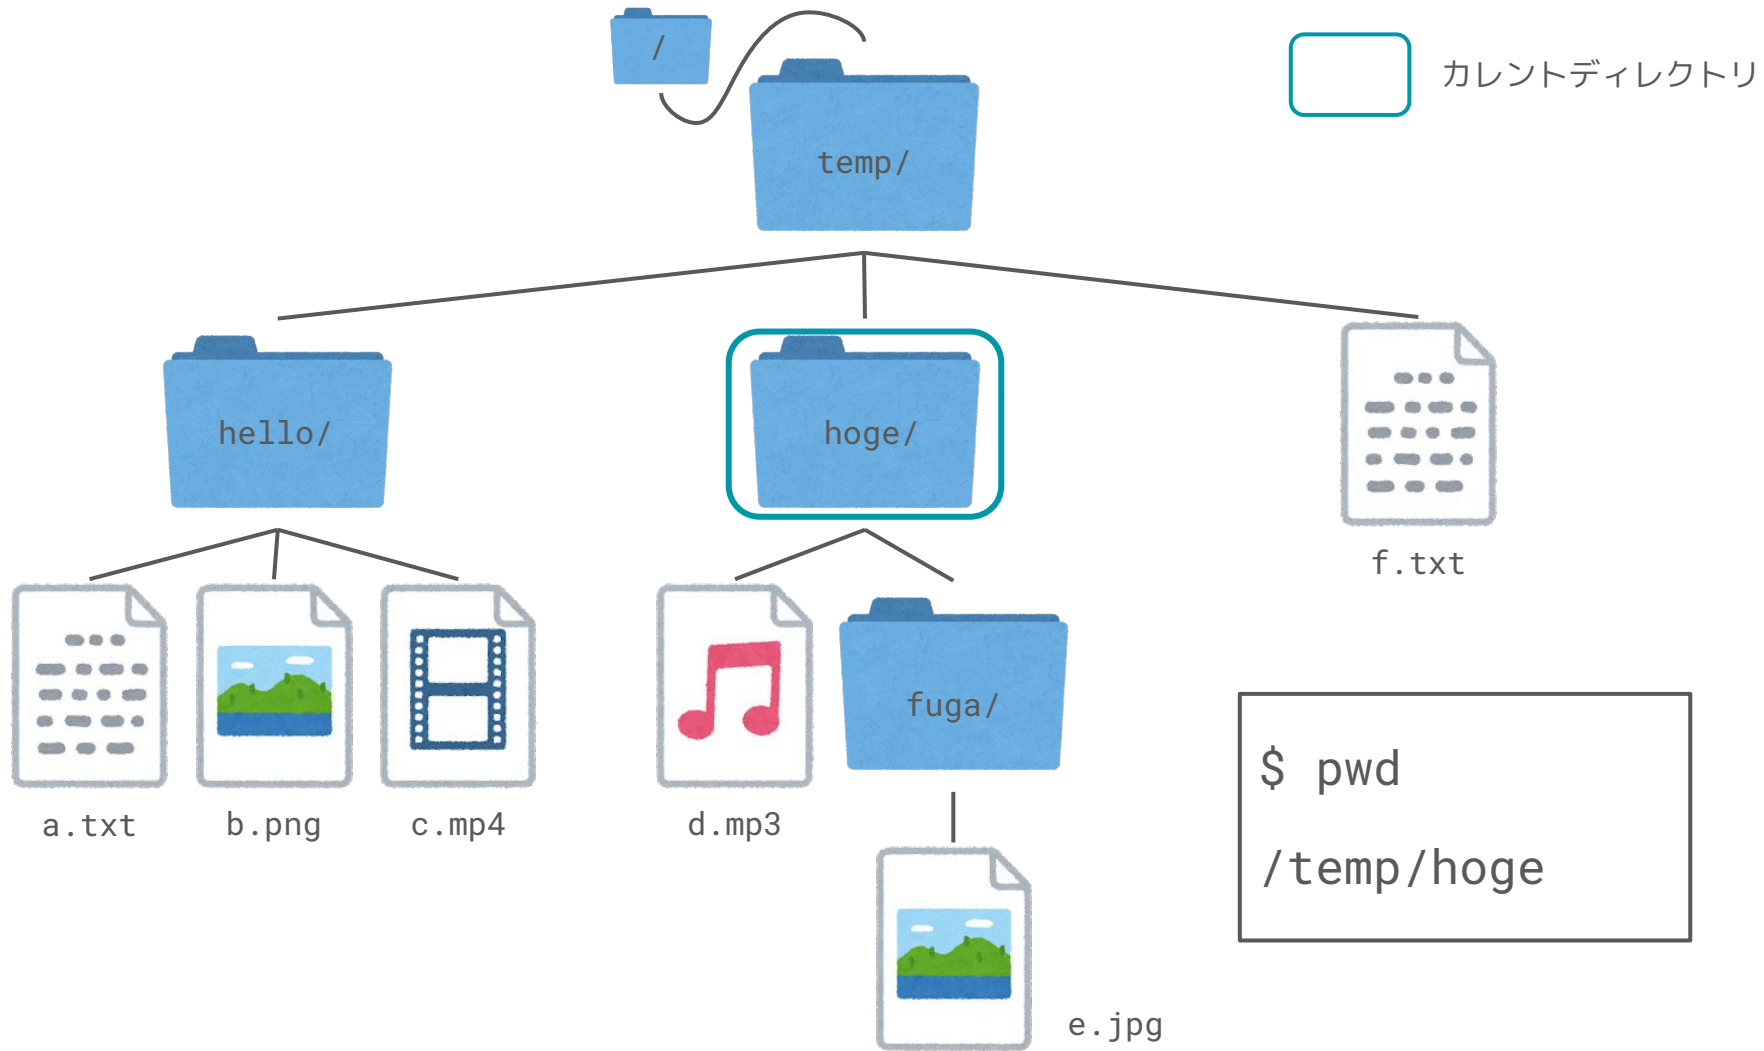 /
カレントディレクトリ
temp/
hello/
hoge/
f.txt
fuga/
a.txt
b.png
c.mp4
d.mp3
e.jpg
$ pwd
/temp/hoge